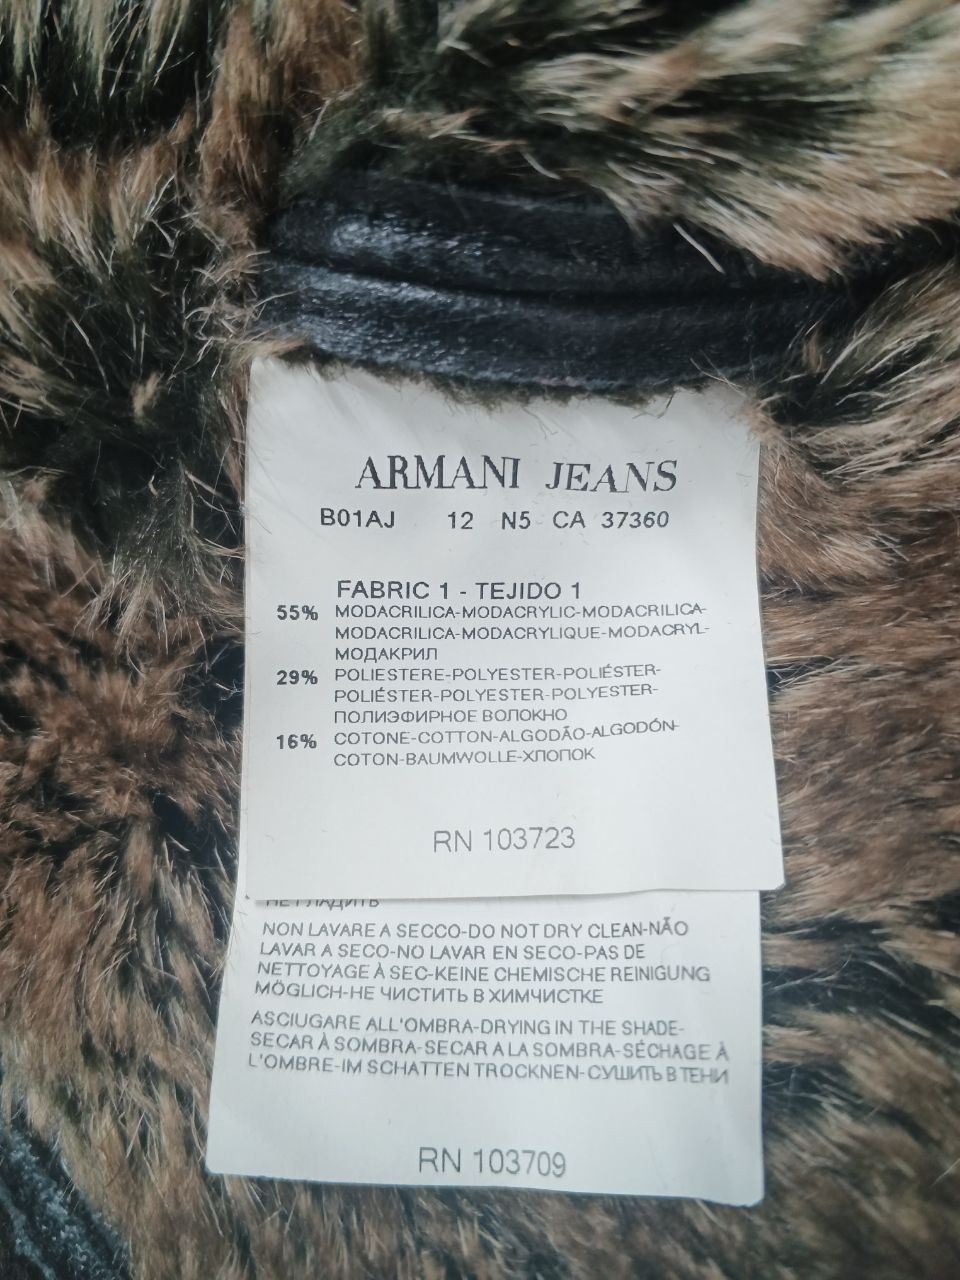 ARMANI JEANS
B01AJ 12 N5 CA 37360
FABRIC 1 - TEJIDO 1
55% MODACRILICA-MODACRYLIC-MODACRILICA-
MODACRILICA-MODACRYLIQUE-MODACRYL-
МОДАКРИЛ
29% POLIESTERE-POLYESTER-POLIÉSTER-
POLIÉSTER-POLYESTER-POLYESTER-
ПОЛИЭФИРНОЕ ВОЛОКНО
16% COTONE-COTTON-ALGODÃO-ALGODÓN-
COTON-BAUMWOLLE-ХЛОПОК
RN 103723
НЕ ГЛАДИТЬ
NON LAVARE A SECCO-DO NOT DRY CLEAN-NÃO
LAVAR A SECO-NO LAVAR EN SECO-PAS DE
NETTOYAGE À SEC-KEINE CHEMISCHE REINIGUNG
MÖGLICH-НЕ ЧИСТИТЬ В ХИМЧИСТКЕ
ASCIUGARE ALL'OMBRA-DRYING IN THE SHADE-
SECAR À SOMBRA-SECAR A LA SOMBRA-SÉCHAGE À
L'OMBRE-IM SCHATTEN TROCKNEN-СУШИТЬ В ТЕНИ
RN 103709